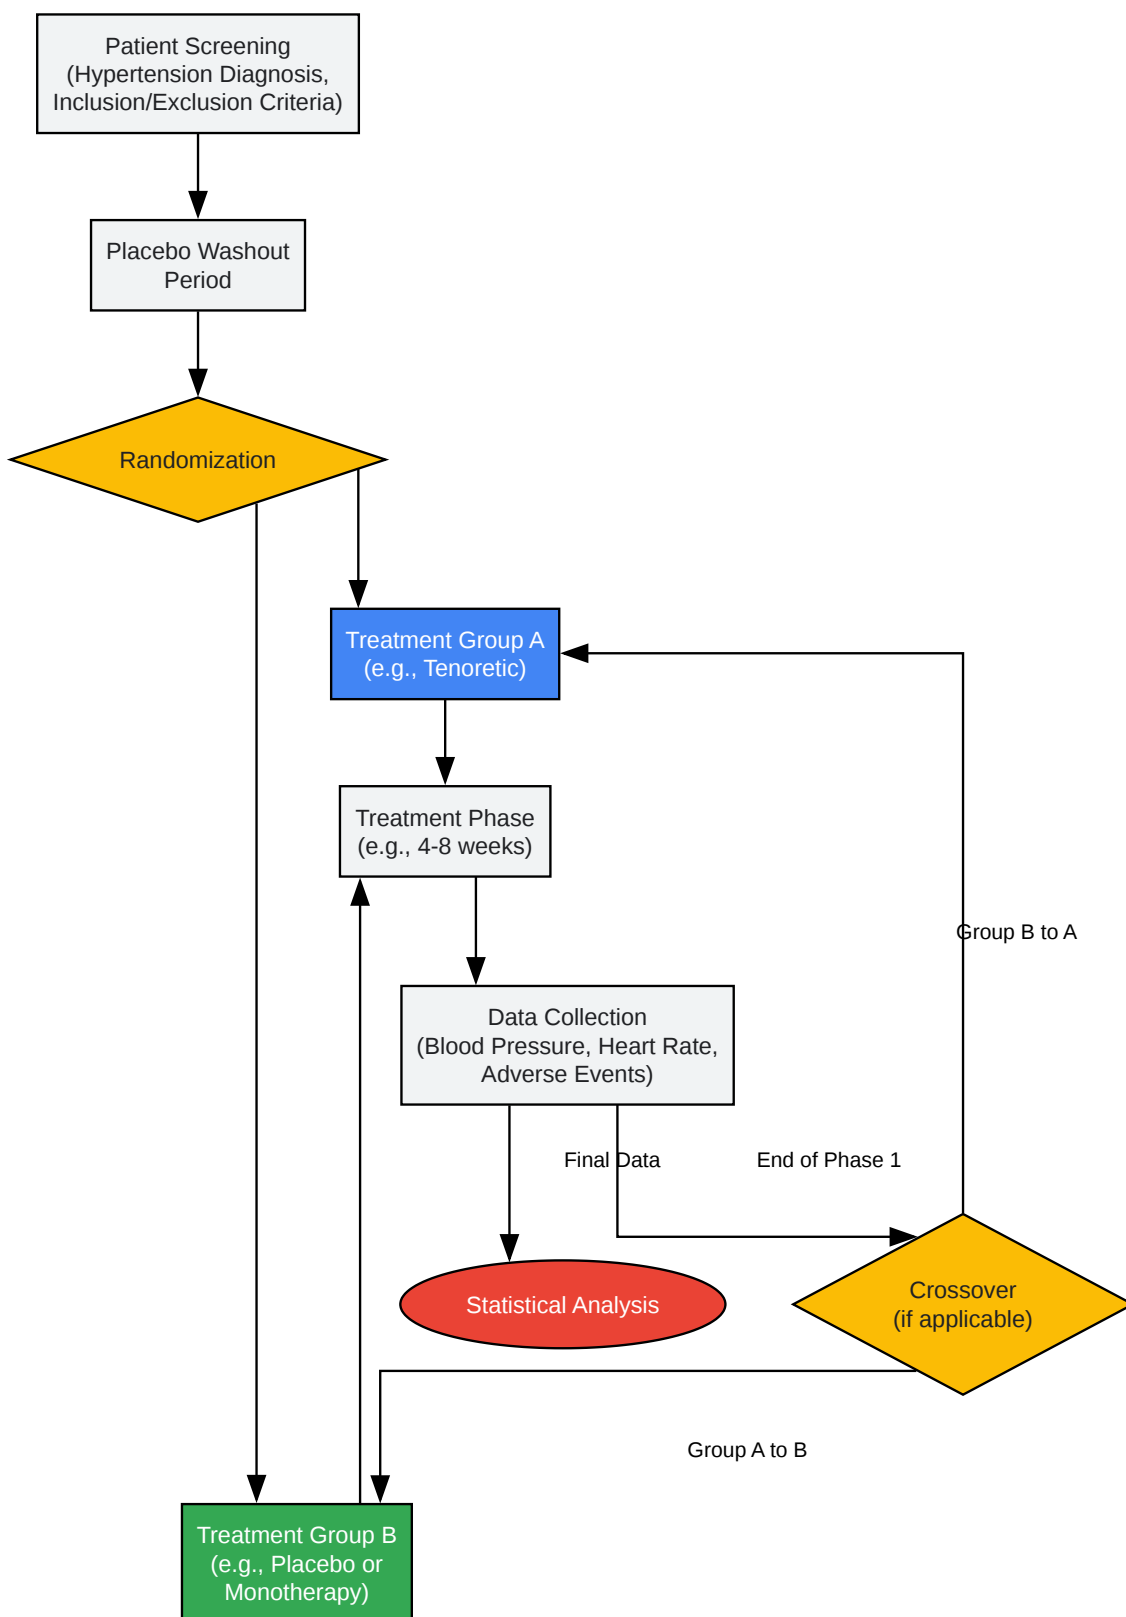 Patient Screening
(Hypertension Diagnosis,
Inclusion/Exclusion Criteria)
Placebo Washout
Period
Randomization
Treatment Group A
(e.g., Tenoretic)
Treatment Phase
(e.g., 4-8 weeks)
Group B to A
Data Collection
(Blood Pressure, Heart Rate,
Adverse Events)
Final Data
End of Phase 1
Statistical Analysis
Crossover
(if applicable)
Group A to B
Treatment Group B
(e.g., Placebo or
Monotherapy)